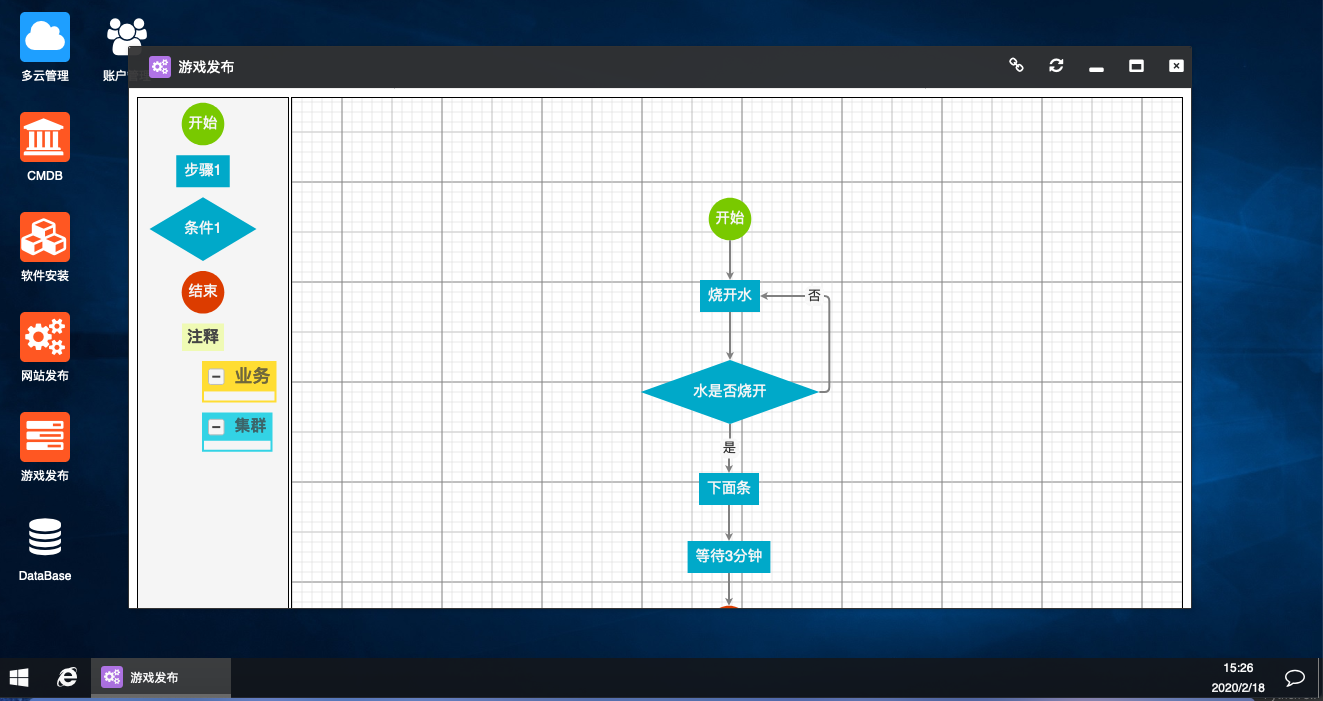 多云管理
账户
CMDB
软件安装
网站发布
游戏发布
DataBase
游戏发布
开始
步骤1
条件1
结束
注释
业务
集群
开始
烧开水
否
水是否烧开
是
下面条
等待3分钟
游戏发布
15:26
2020/2/18